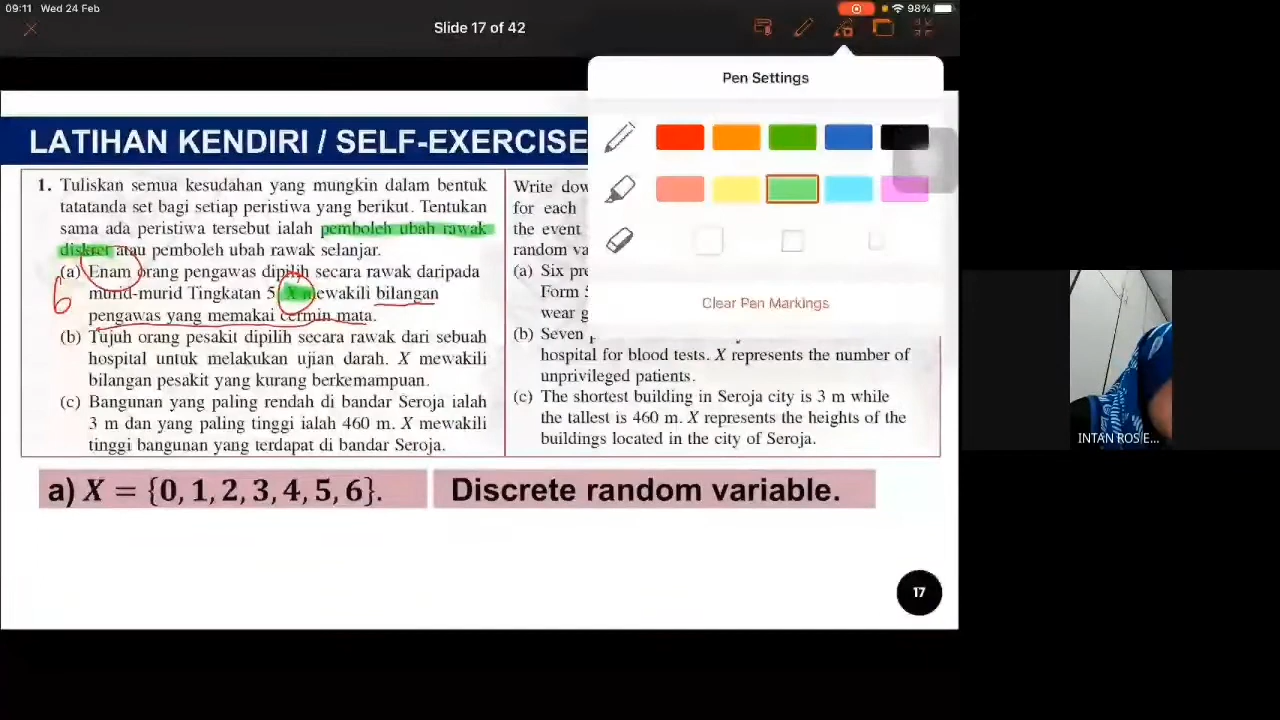 09:11 Wed 24 Feb
98%
Slide 17 of 42
Pen Settings
Clear Pen Markings
LATIHAN KENDIRI / SELF-EXERCISE
1. Tuliskan semua kesudahan yang mungkin dalam bentuk
tatatanda set bagi setiap peristiwa yang berikut. Tentukan
sama ada peristiwa tersebut ialah pemboleh ubah rawak
diskret atau pemboleh ubah rawak selanjar.
(a) Enam orang pengawas dipilih secara rawak daripada
murid-murid Tingkatan 5. X mewakili bilangan
pengawas yang memakai cermin mata.
6
(b) Tujuh orang pesakit dipilih secara rawak dari sebuah
hospital untuk melakukan ujian darah. X mewakili
bilangan pesakit yang kurang berkemampuan.
(c) Bangunan yang paling rendah di bandar Seroja ialah
3 m dan yang paling tinggi ialah 460 m. X mewakili
tinggi bangunan yang terdapat di bandar Seroja.
Write
for each
the event
random
(a) Six
Form
wear
(b) Seven
hospital for blood tests. X represents the number of
unprivileged patients.
(c) The shortest building in Seroja city is 3 m while
the tallest is 460 m. X represents the heights of the
buildings located in the city of Seroja.
a) X = {0, 1, 2, 3, 4, 5, 6}.
Discrete random variable.
17
INTAN ROSE...